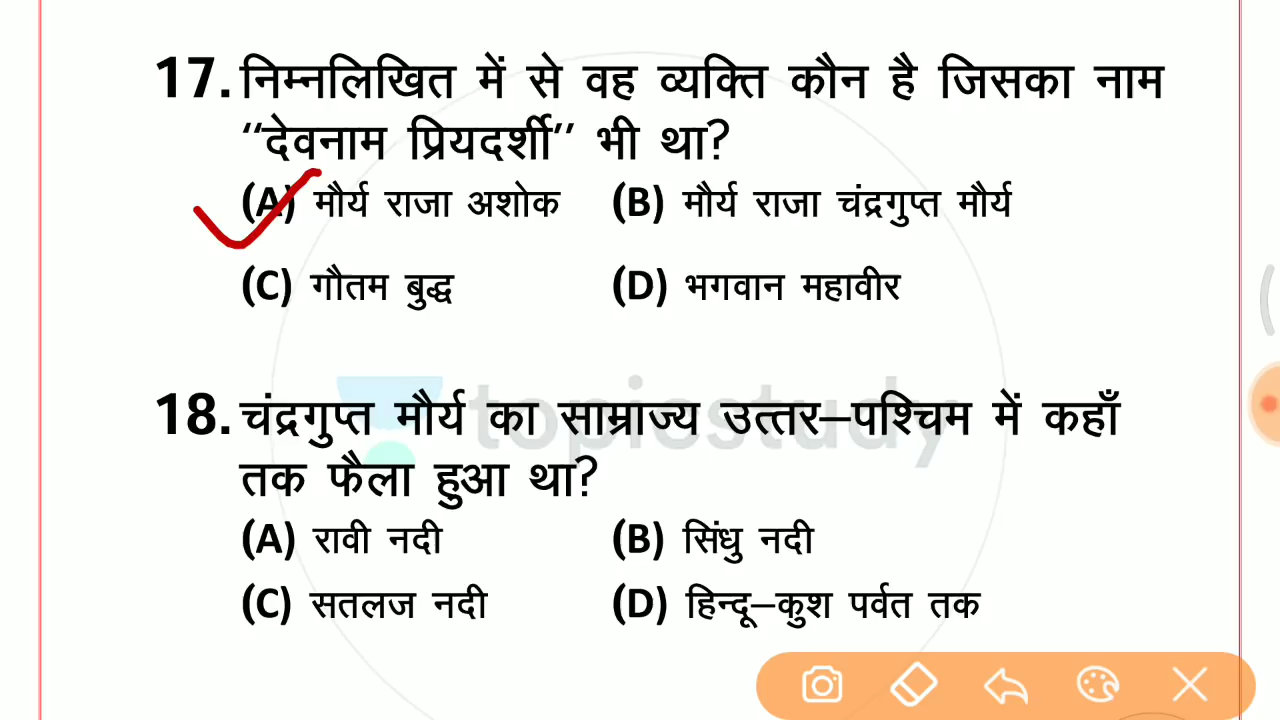 17. निम्नलिखित में से वह व्यक्ति कौन है जिसका नाम
“देवनाम प्रियदर्शी” भी था?
(A) मौर्य राजा अशोक (B) मौर्य राजा चंद्रगुप्त मौर्य
(C) गौतम बुद्ध (D) भगवान महावीर
topicstudy
18. चंद्रगुप्त मौर्य का साम्राज्य उत्तर–पश्चिम में कहाँ
तक फैला हुआ था?
(A) रावी नदी (B) सिंधु नदी
(C) सतलज नदी (D) हिन्दू–कुश पर्वत तक